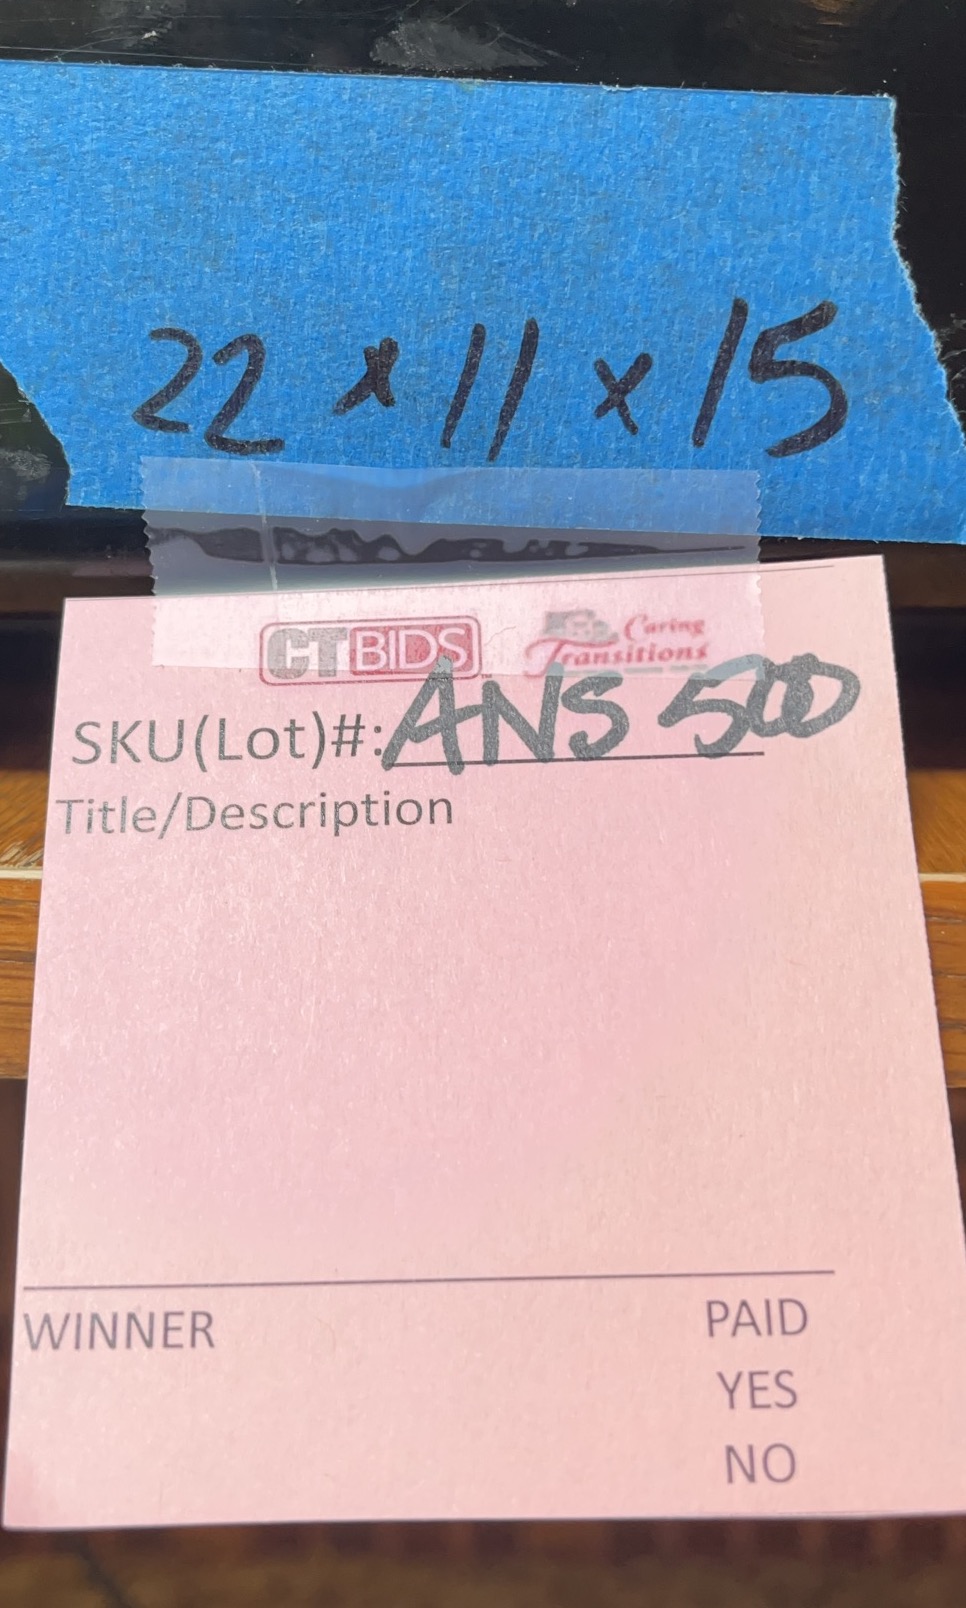 22 x 11 x 15
CTBIDS Caring Transitions
SKU(Lot)#: ANS 500
Title/Description
WINNER PAID
YES
NO